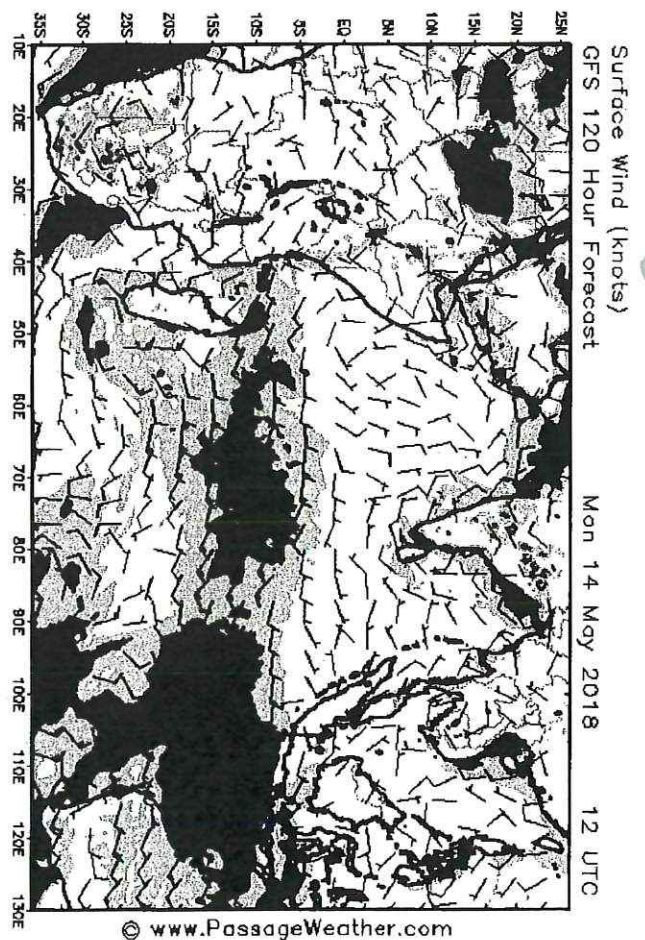 Surface Wind (knots)
GFS 120 Hour Forecast Mon 14 May 2018 12 UTC
25N
20N
15N
10N
5N
EQ
5S
10S
15S
20S
25S
30S
35S
10E 20E 30E 40E 50E 60E 70E 80E 90E 100E 110E 120E 130E
© www.PassageWeather.com